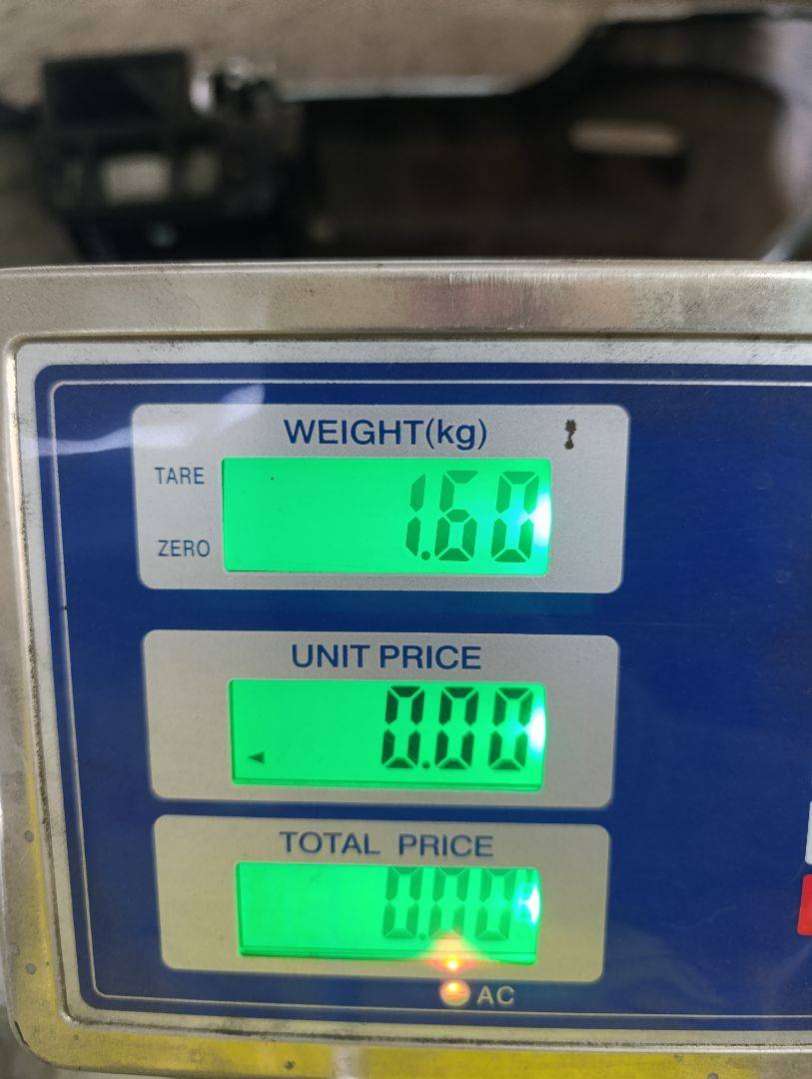 WEIGHT(kg)
TARE
1.60
ZERO
UNIT PRICE
0.00
TOTAL PRICE
0.00
AC